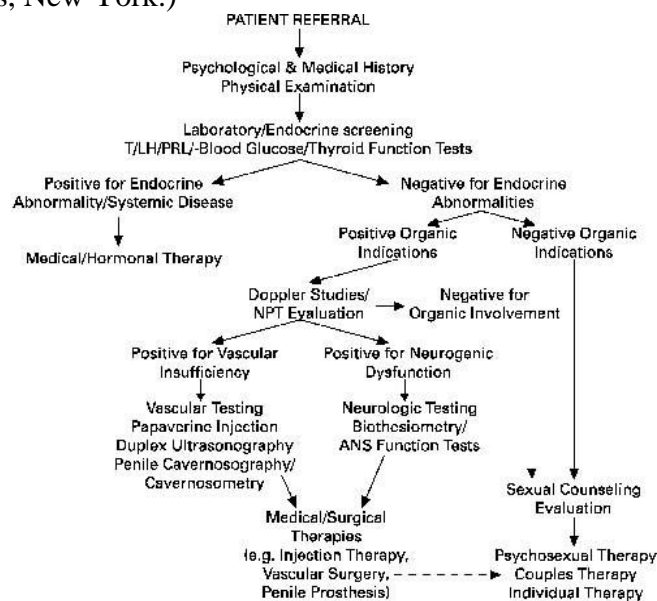 s, New York.)
PATIENT REFERRAL
Psychological & Medical History
Physical Examination
Laboratory/Endocrine screening
T/LH/PRL/-Blood Glucose/Thyroid Function Tests
Positive for Endocrine
Abnormality/Systemic Disease
Negative for Endocrine
Abnormalities
Medical/Hormonal Therapy
Positive Organic
Indications
Negative Organic
Indications
Doppler Studies/
NPT Evaluation
Negative for
Organic Involvement
Positive for Vascular
Insufficiency
Positive for Neurogenic
Dysfunction
Vascular Testing
Papaverine Injection
Duplex Ultrasonography
Penile Cavernosography/
Cavernosometry
Neurologic Testing
Biothesiometry/
ANS Function Tests
Sexual Counseling
Evaluation
Medical/Surgical
Therapies
(e.g. Injection Therapy,
Vascular Surgery,
Penile Prosthesis)
Psychosexual Therapy
Couples Therapy
Individual Therapy